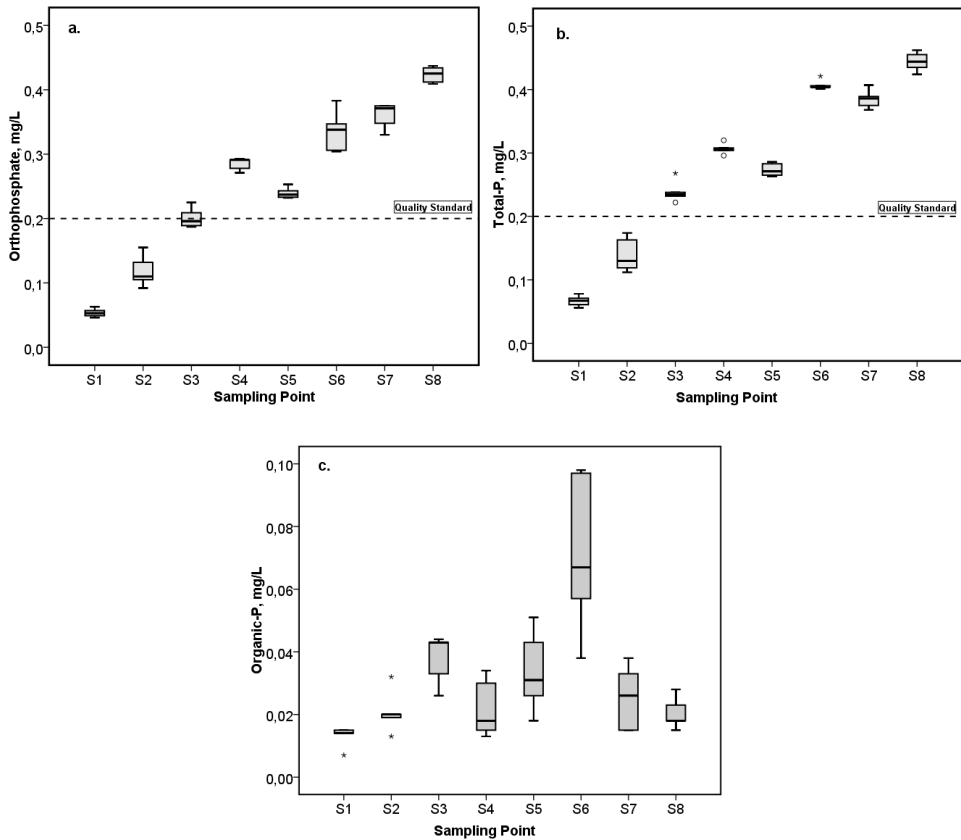 a.
Orthophosphate, mg/L
0,5
0,4
0,3
0,2
0,1
0,0
Quality Standard
S1 S2 S3 S4 S5 S6 S7 S8
Sampling Point
b.
Total-P, mg/L
0,5
0,4
0,3
0,2
0,1
0,0
Quality Standard
S1 S2 S3 S4 S5 S6 S7 S8
Sampling Point
c.
Organic-P, mg/L
0,10
0,08
0,06
0,04
0,02
0,00
S1 S2 S3 S4 S5 S6 S7 S8
Sampling Point